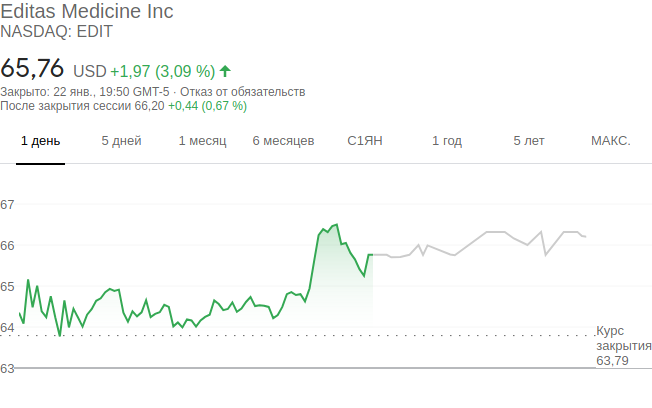 Editas Medicine Inc
NASDAQ: EDIT
65,76 USD +1,97 (3,09 %)
Закрыто: 22 янв., 19:50 GMT-5 · Отказ от обязательств
После закрытия сессии 66,20 +0,44 (0,67 %)
1 день 5 дней 1 месяц 6 месяцев С1ЯН 1 год 5 лет МАКС.
67
66
65
64
63
Курс
закрытия
63,79